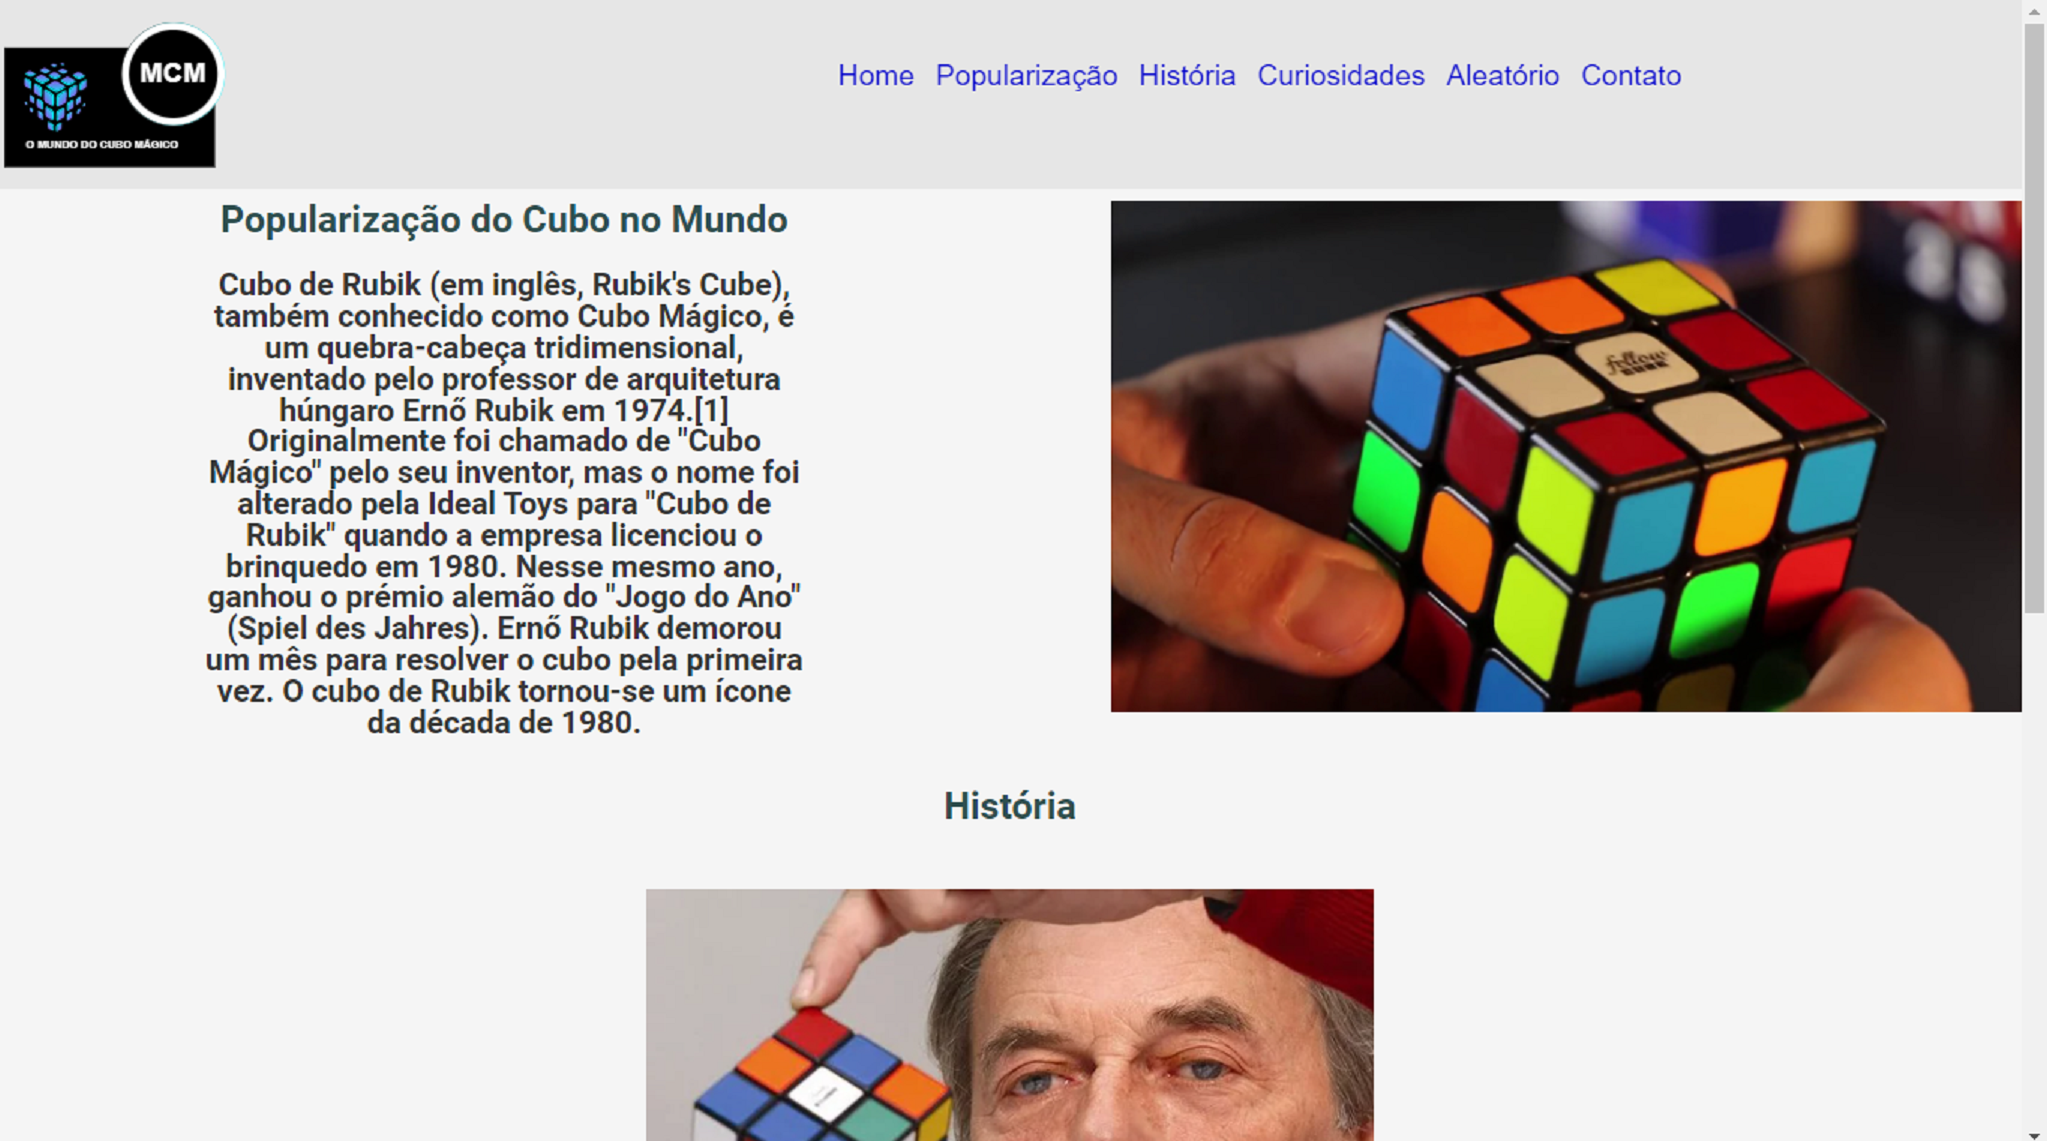 MCM
O MUNDO DO CUBO MÁGICO
Home Popularização História Curiosidades Aleatório Contato
Popularização do Cubo no Mundo
Cubo de Rubik (em inglês, Rubik's Cube),
também conhecido como Cubo Mágico, é
um quebra-cabeça tridimensional,
inventado pelo professor de arquitetura
húngaro Ernő Rubik em 1974.[1]
Originalmente foi chamado de "Cubo
Mágico" pelo seu inventor, mas o nome foi
alterado pela Ideal Toys para "Cubo de
Rubik" quando a empresa licenciou o
brinquedo em 1980. Nesse mesmo ano,
ganhou o prémio alemão do "Jogo do Ano"
(Spiel des Jahres). Ernő Rubik demorou
um mês para resolver o cubo pela primeira
vez. O cubo de Rubik tornou-se um ícone
da década de 1980.
História